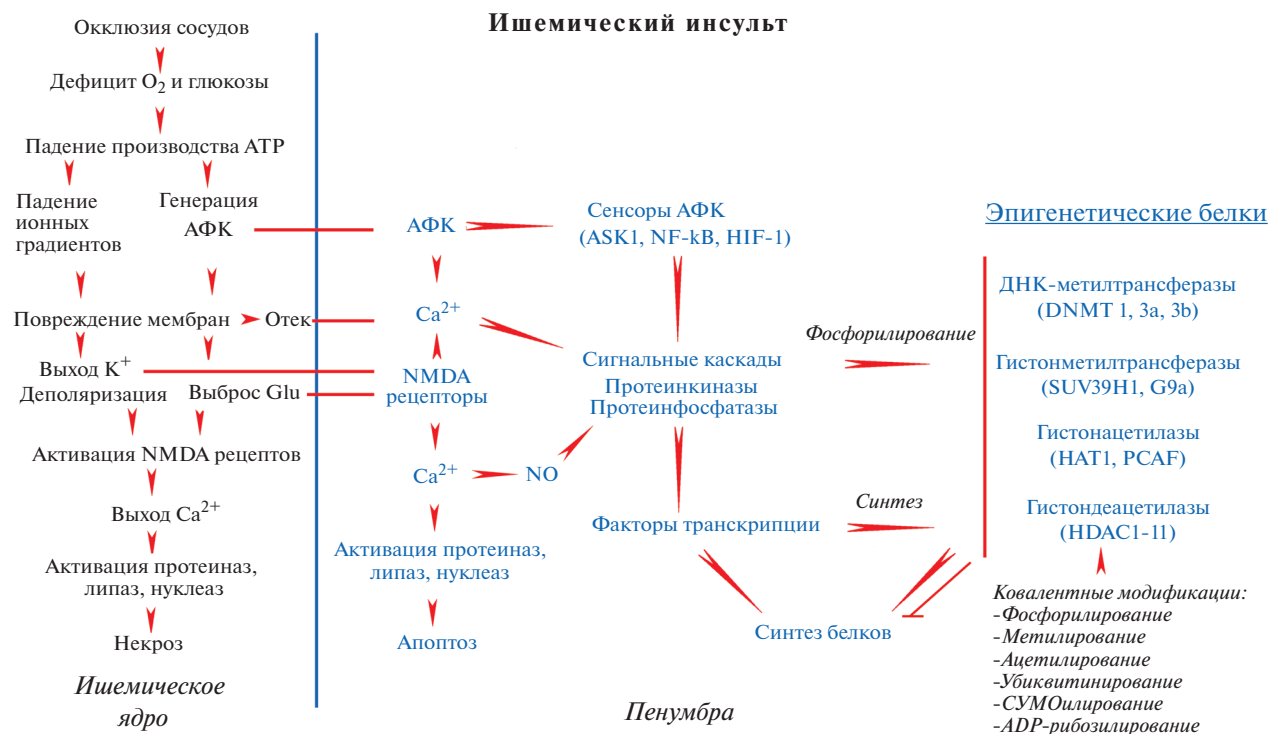 Ишемический инсульт
Окклюзия сосудов
Дефицит O2 и глюкозы
Падение производства ATP
Падение
ионных
градиентов
Генерация
АФК
Повреждение мембран
Отек
Выход K+
Деполяризация
Выброс Glu
Активация NMDA рецептов
Выход Ca2+
Активация протеиназ,
липаз, нуклеаз
Некроз
Ишемическое
ядро
АФК
Ca2+
NMDA
рецепторы
Ca2+
NO
Активация протеиназ,
липаз, нуклеаз
Апоптоз
Сенсоры АФК
(ASK1, NF-kB, HIF-1)
Сигнальные каскады
Протеинкиназы
Протеинфосфатазы
Факторы транскрипции
Синтез белков
Пенумбра
Фосфорилирование
Синтез
Эпигенетические белки
ДНК-метилтрансферазы
(DNMT 1, 3a, 3b)
Гистонметилтрансферазы
(SUV39H1, G9a)
Гистонацетилазы
(HAT1, PCAF)
Гистондеацетилазы
(HDAC1-11)
Ковалентные модификации:
-Фосфорилирование
-Метилирование
-Ацетилирование
-Убиквитинирование
-СУМОилирование
-ADP-рибозилирование